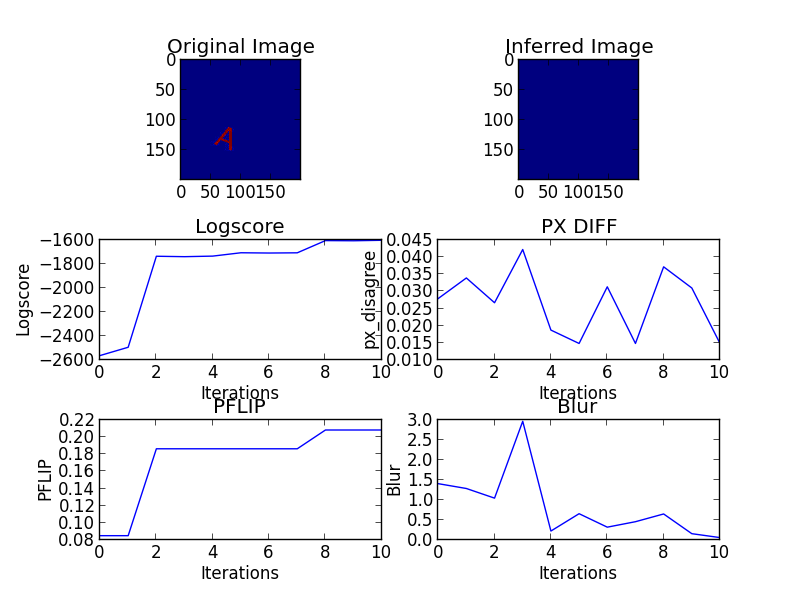 Original Image
0
50
100
150
A
0 50 100 150
Inferred Image
0
50
100
150
0 50 100 150
Logscore
−1600
−1800
−2000
−2200
−2400
−2600
Logscore
0 2 4 6 8 10
Iterations
PX DIFF
0.045
0.040
0.035
0.030
0.025
0.020
0.015
0.010
px_disagree
0 2 4 6 8 10
Iterations
PFLIP
0.22
0.20
0.18
0.16
0.14
0.12
0.10
0.08
PFLIP
0 2 4 6 8 10
Iterations
Blur
3.0
2.5
2.0
1.5
1.0
0.5
0.0
Blur
0 2 4 6 8 10
Iterations